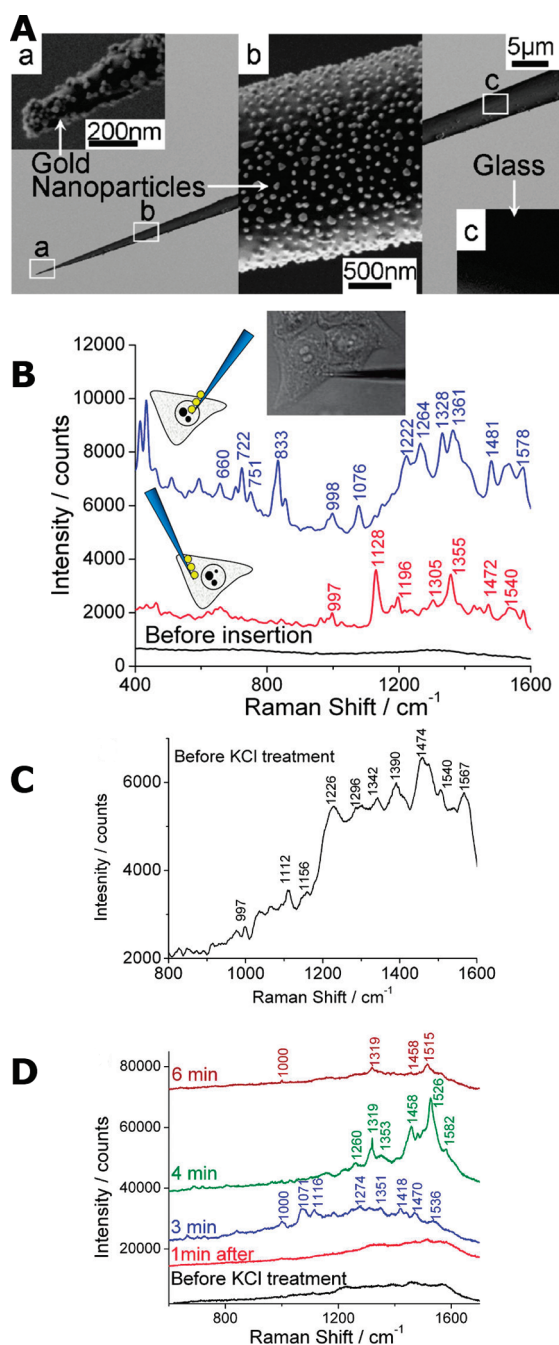 A
a
200nm
Gold
Nanoparticles
b
a
b
500nm
5μm
c
Glass
c
B
12000
10000
8000
6000
4000
2000
0
Intensity / counts
660
722
751
833
998
1076
1222
1264
1328
1361
1481
1578
997
1128
1196
1305
1355
1472
1540
Before insertion
400
800
1200
1600
Raman Shift / cm⁻¹
C
Before KCl treatment
6000
4000
2000
Intesnity / counts
997
1112
1156
1226
1296
1342
1390
1474
1540
1567
800
1000
1200
1400
1600
Raman Shift / cm⁻¹
D
80000
60000
40000
20000
Intensity / counts
6 min
1000
1319
1458
1515
4 min
1260
1319
1353
1458
1526
1582
3 min
1000
1071
1116
1274
1351
1418
1470
1536
1min after
Before KCl treatment
800
1200
1600
Raman Shift / cm⁻¹